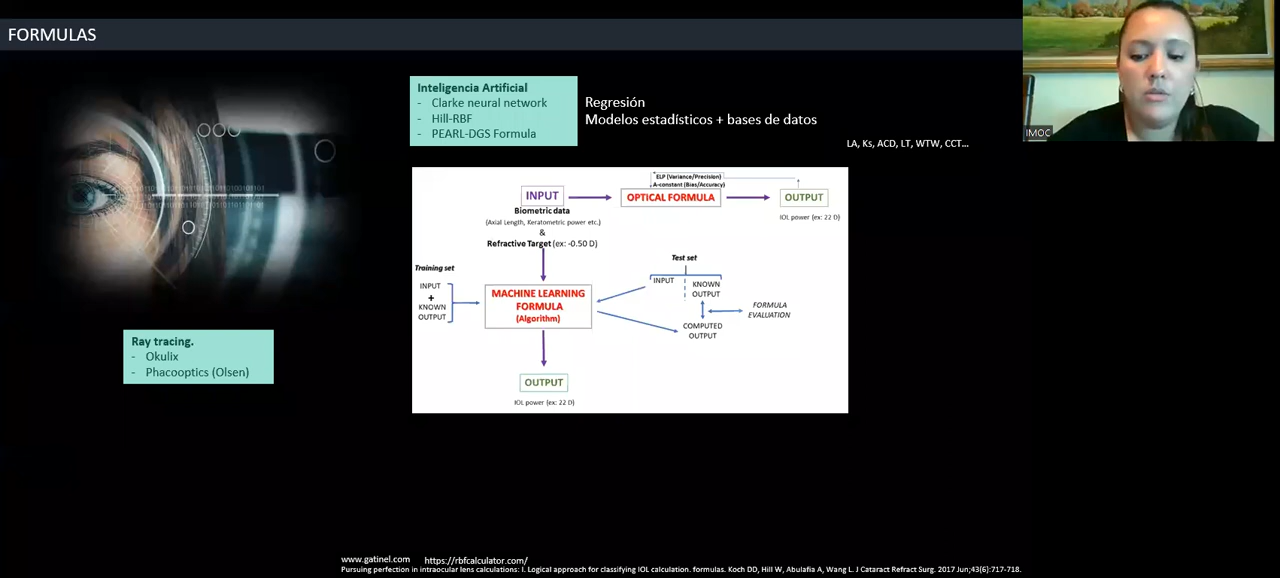 FORMULAS
Inteligencia Artificial
- Clarke neural network
- Hill-RBF
- PEARL-DGS Formula
Regresión
Modelos estadísticos + bases de datos
LA, Ks, ACD, LT, WTW, CCT...
IMOC
Ray tracing.
- Okulix
- Phacooptics (Olsen)
INPUT
Biometric data
(Axial Length, Keratometric power etc.)
&
Refractive Target (ex: -0.50 D)
ELP (Variance/Precision)
A-constant (Bias/Accuracy)
OPTICAL FORMULA
OUTPUT
IOL power (ex: 22 D)
Training set
INPUT
+
KNOWN
OUTPUT
MACHINE LEARNING
FORMULA
(Algorithm)
Test set
INPUT
KNOWN
OUTPUT
COMPUTED
OUTPUT
FORMULA
EVALUATION
OUTPUT
IOL power (ex: 22 D)
www.gatinel.com https://rbfcalculator.com/
Pursuing perfection in intraocular lens calculations: I. Logical approach for classifying IOL calculation. formulas. Koch DD, Hill W, Abulafia A, Wang L. J Cataract Refract Surg. 2017 Jun;43(6):717-718.